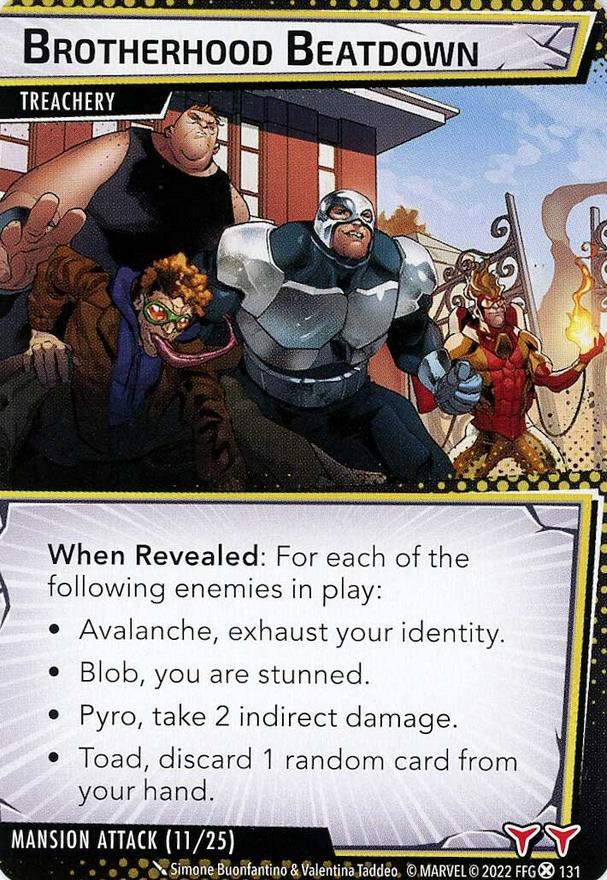 BROTHERHOOD BEATDOWN
TREACHERY
When Revealed: For each of the
following enemies in play:
• Avalanche, exhaust your identity.
• Blob, you are stunned.
• Pyro, take 2 indirect damage.
• Toad, discard 1 random card from
your hand.
MANSION ATTACK (11/25)
Simone Buonfantino & Valentina Taddeo © MARVEL © 2022 FFG 131